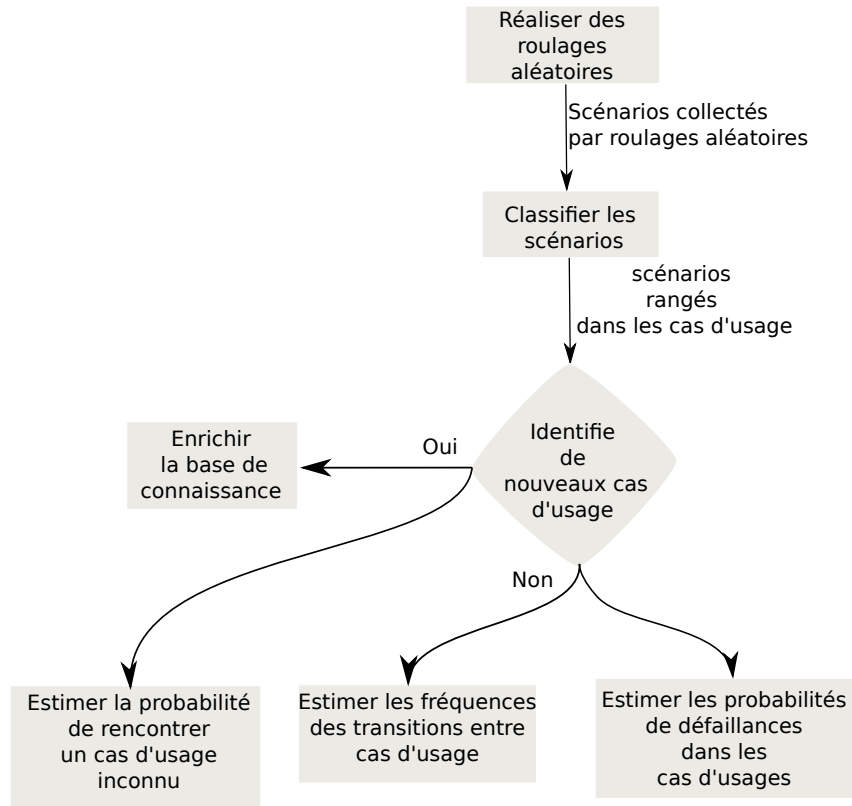 Réaliser des
roulages
aléatoires
Scénarios collectés
par roulages aléatoires
Classifier les
scénarios
scénarios
rangés
dans les cas d'usage
Identifie
de
nouveaux cas
d'usage
Oui
Enrichir
la base de
connaissance
Non
Estimer la probabilité
de rencontrer
un cas d'usage
inconnu
Estimer les fréquences
des transitions entre
cas d'usage
Estimer les probabilités
de défaillances
dans les
cas d'usages